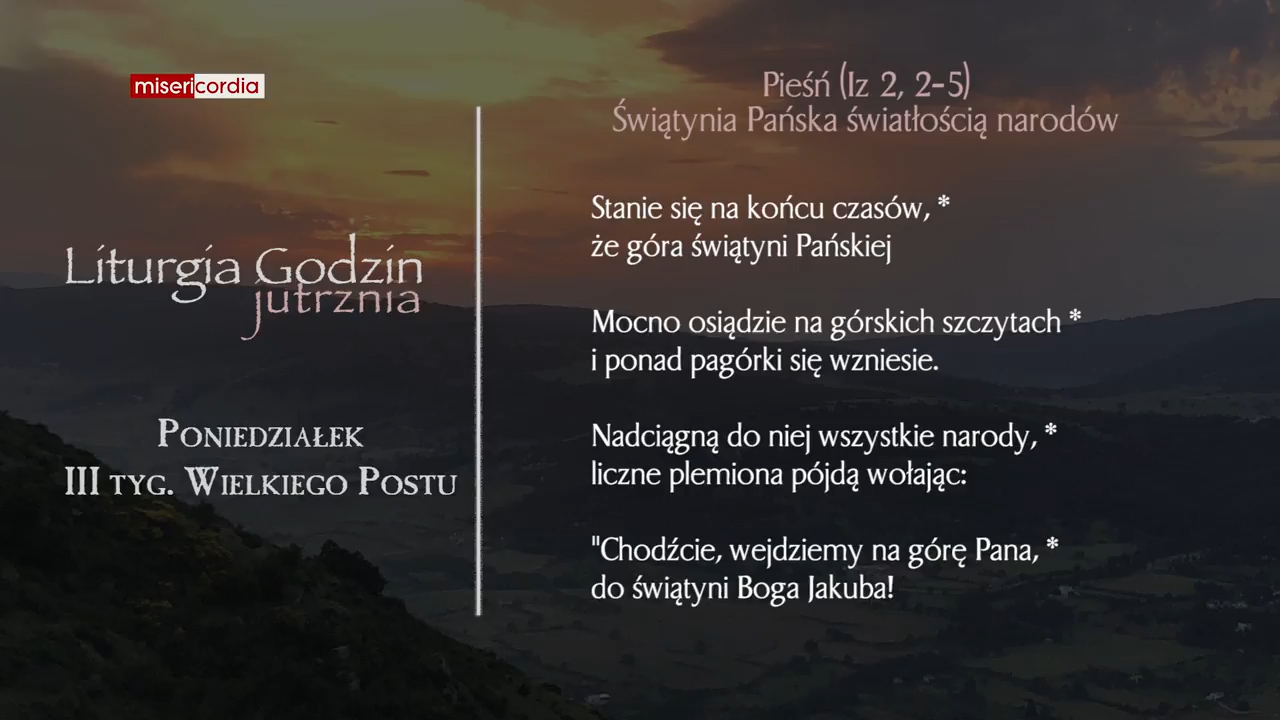 misericordia
Liturgia Godzin
jutrznia
Poniedziałek
III tyg. Wielkiego Postu
Pieśń (Iz 2, 2-5)
Świątynia Pańska światłością narodów
Stanie się na końcu czasów, *
że góra świątyni Pańskiej
Mocno osiądzie na górskich szczytach *
i ponad pagórki się wzniesie.
Nadciągną do niej wszystkie narody, *
liczne plemiona pójdą wołając:
"Chodźcie, wejdziemy na górę Pana, *
do świątyni Boga Jakuba!